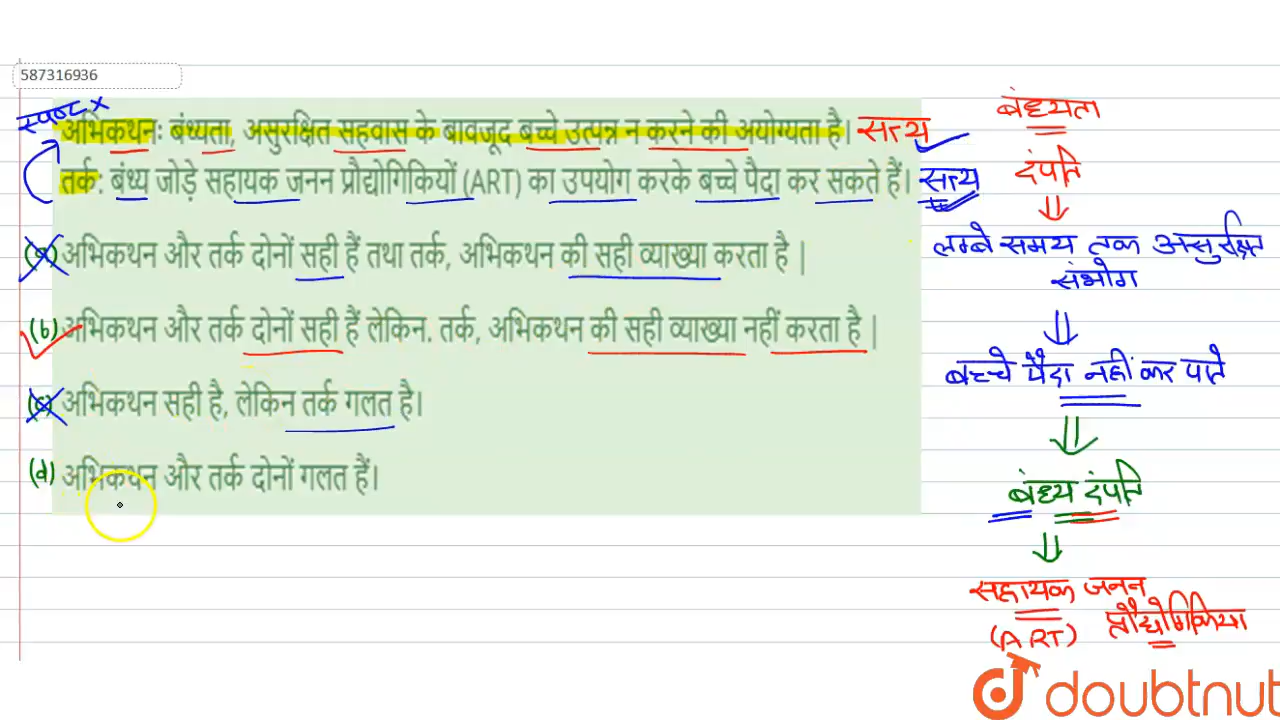 587316936
स्पष्ट x
अभिकथन: बंध्यता, असुरक्षित सहवास के बावजूद बच्चे उत्पन्न न करने की अयोग्यता है। सत्य
तर्क: बंध्य जोड़े सहायक जनन प्रौद्योगिकियों (ART) का उपयोग करके बच्चे पैदा कर सकते हैं। सत्य
(a) अभिकथन और तर्क दोनों सही हैं तथा तर्क, अभिकथन की सही व्याख्या करता है |
(b) अभिकथन और तर्क दोनों सही हैं लेकिन. तर्क, अभिकथन की सही व्याख्या नहीं करता है |
(c) अभिकथन सही है, लेकिन तर्क गलत है।
(d) अभिकथन और तर्क दोनों गलत हैं।
बंध्यता
दंपति
लम्बे समय तक असुरक्षित
संभोग
बच्चे पैदा नहीं कर पाते
बंध्य दंपति
सहायक जनन
(ART) प्रौद्योगिकिया
doubtnut